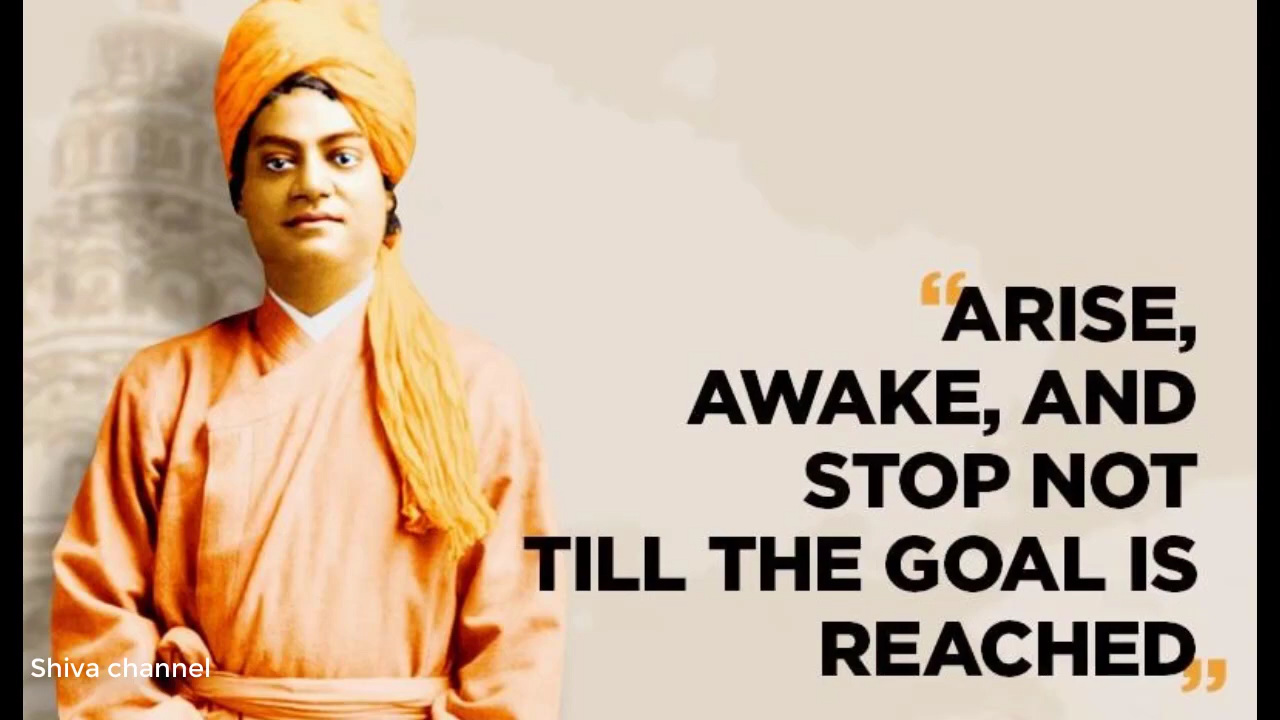 “ARISE,
AWAKE, AND
STOP NOT
TILL THE GOAL IS
REACHED„
Shiva channel